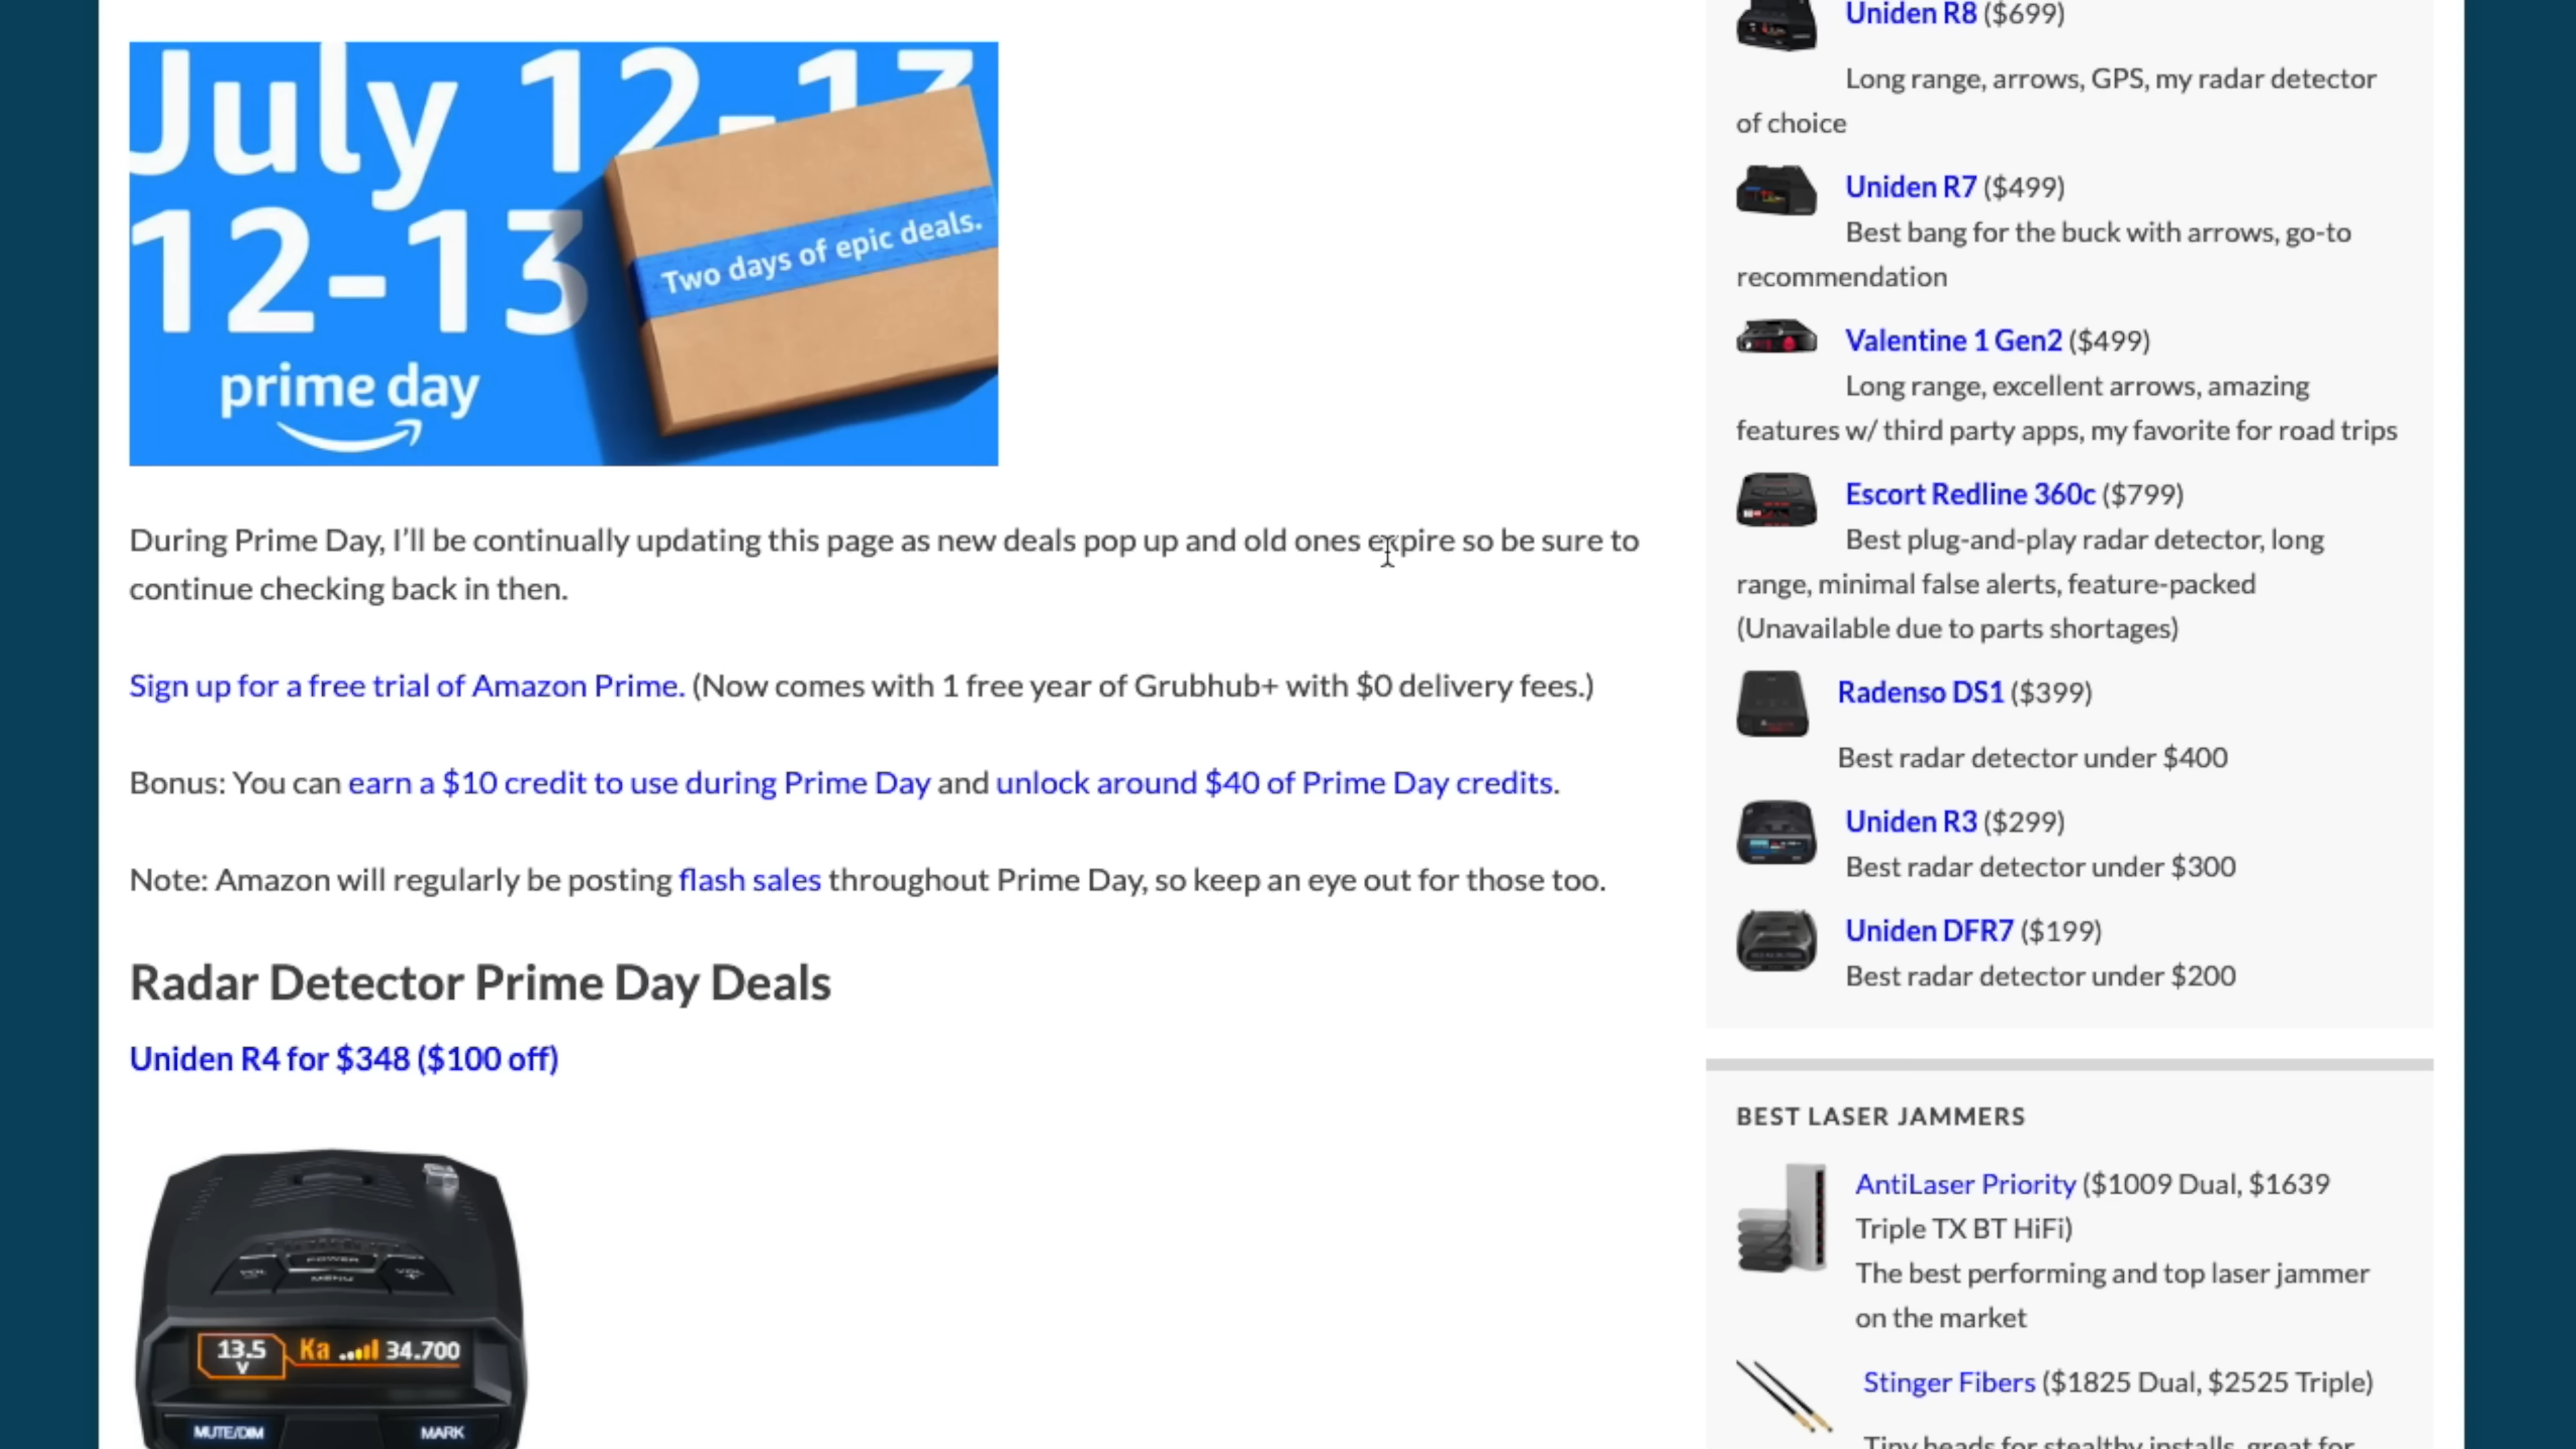 July 12-13
12-13
prime day
Two days of epic deals.
During Prime Day, I'll be continually updating this page as new deals pop up and old ones expire so be sure to
continue checking back in then.
Sign up for a free trial of Amazon Prime. (Now comes with 1 free year of Grubhub+ with $0 delivery fees.)
Bonus: You can earn a $10 credit to use during Prime Day and unlock around $40 of Prime Day credits.
Note: Amazon will regularly be posting flash sales throughout Prime Day, so keep an eye out for those too.
Radar Detector Prime Day Deals
Uniden R4 for $348 ($100 off)
VOL
POWER
MENU
VOL
13.5
V
Ka
34.700
MUTE/DIM
MARK
Uniden R8 ($699)
Long range, arrows, GPS, my radar detector
of choice
Uniden R7 ($499)
Best bang for the buck with arrows, go-to
recommendation
Valentine 1 Gen2 ($499)
Long range, excellent arrows, amazing
features w/ third party apps, my favorite for road trips
Escort Redline 360c ($799)
Best plug-and-play radar detector, long
range, minimal false alerts, feature-packed
(Unavailable due to parts shortages)
Radenso DS1 ($399)
Best radar detector under $400
Uniden R3 ($299)
Best radar detector under $300
Uniden DFR7 ($199)
Best radar detector under $200
BEST LASER JAMMERS
AntiLaser Priority ($1009 Dual, $1639
Triple TX BT HiFi)
The best performing and top laser jammer
on the market
Stinger Fibers ($1825 Dual, $2525 Triple)
Tiny heads for stealthy installs, great for